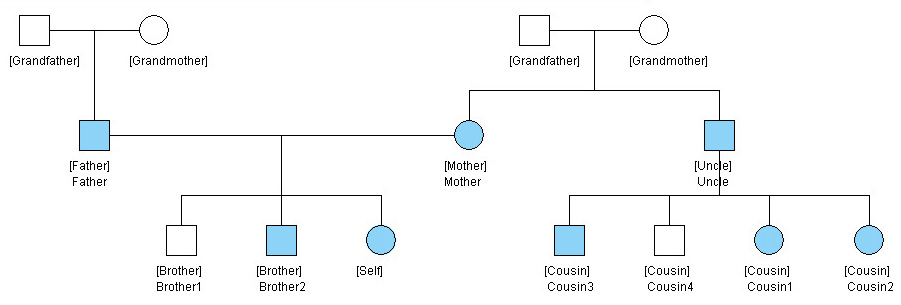 [Grandfather]
[Grandmother]
[Grandfather]
[Grandmother]
[Father]
Father
[Mother]
Mother
[Uncle]
Uncle
[Brother]
Brother1
[Brother]
Brother2
[Self]
[Cousin]
Cousin3
[Cousin]
Cousin4
[Cousin]
Cousin1
[Cousin]
Cousin2